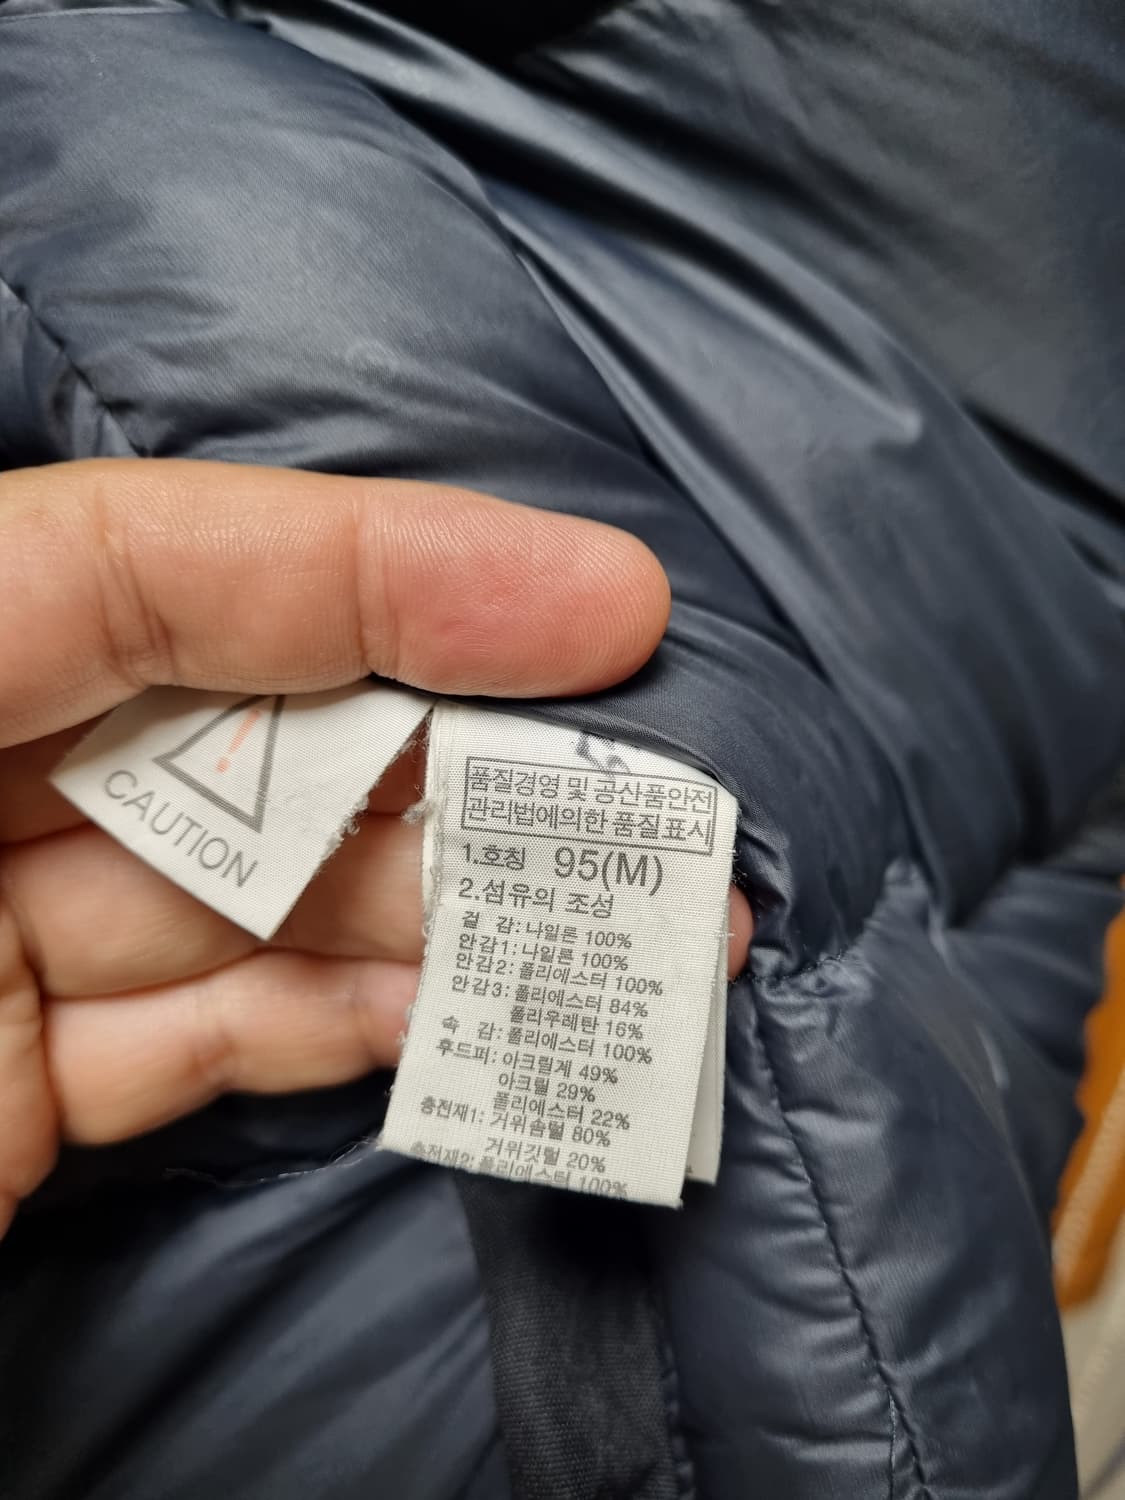 CAUTION
품질경영 및 공산품안전
관리법에의한 품질표시
1.호칭 95(M)
2.섬유의 조성
겉 감:나일론 100%
안감1:나일론 100%
안감2:폴리에스터 100%
안감3:폴리에스터 84%
폴리우레탄 16%
속 감:폴리에스터 100%
후드퍼:아크릴계 49%
아크릴 29%
폴리에스터 22%
충전재1:거위솜털 80%
거위깃털 20%
충전재2:폴리에스터 100%